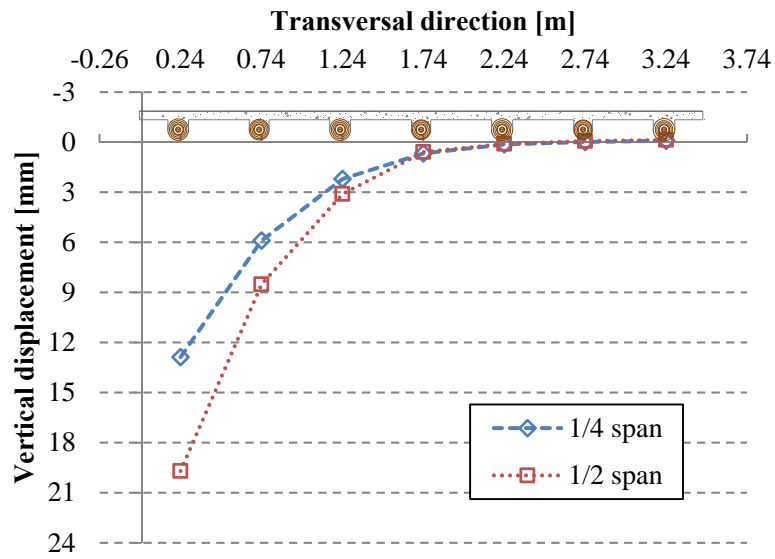 Transversal direction [m]
-0.26 0.24 0.74 1.24 1.74 2.24 2.74 3.24 3.74
-3
0
3
6
9
12
15
18
21
24
Vertical displacement [mm]
1/4 span
1/2 span